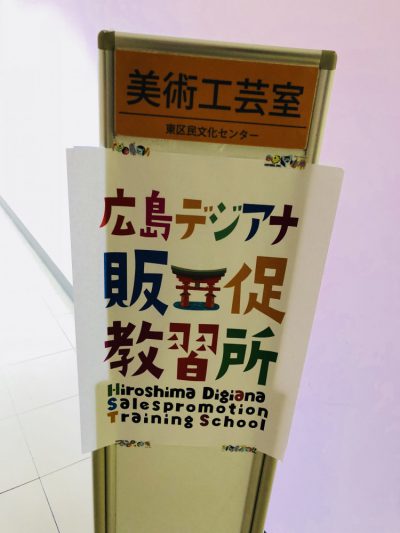 美術工芸室
東区民文化センター
広島デジアナ
販促
教習所
Hiroshima Digiana
Salespromotion
Training School